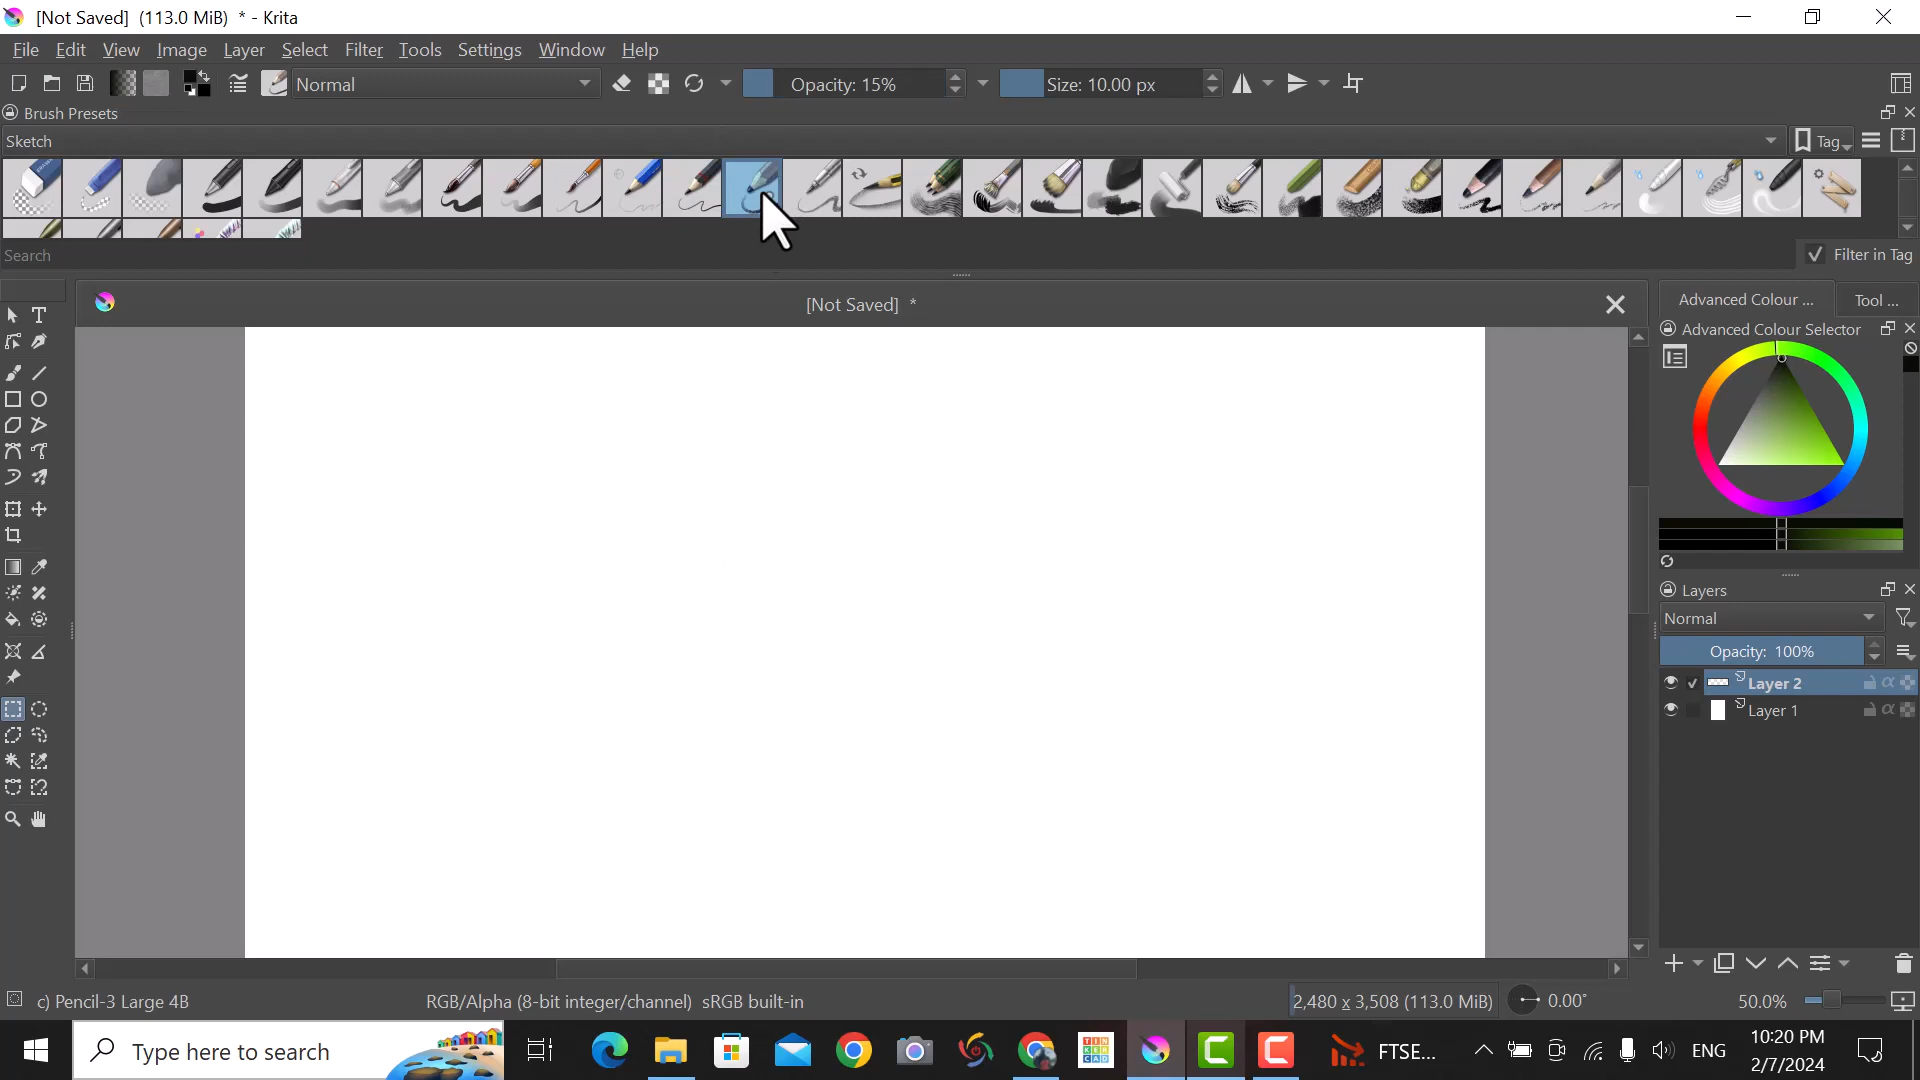 [Not Saved] (113.0 MiB) * - Krita
File Edit View Image Layer Select Filter Tools Settings Window Help
Normal Opacity: 15% Size: 10.00 px
Brush Presets
Sketch Tag
Search Filter in Tag
[Not Saved] *
Advanced Colour ... Tool ...
Advanced Colour Selector
Layers
Normal
Opacity: 100%
Layer 2
Layer 1
c) Pencil-3 Large 4B RGB/Alpha (8-bit integer/channel) sRGB built-in 2,480 x 3,508 (113.0 MiB) 0.00° 50.0%
Type here to search FTSE... ENG 10:20 PM
2/7/2024